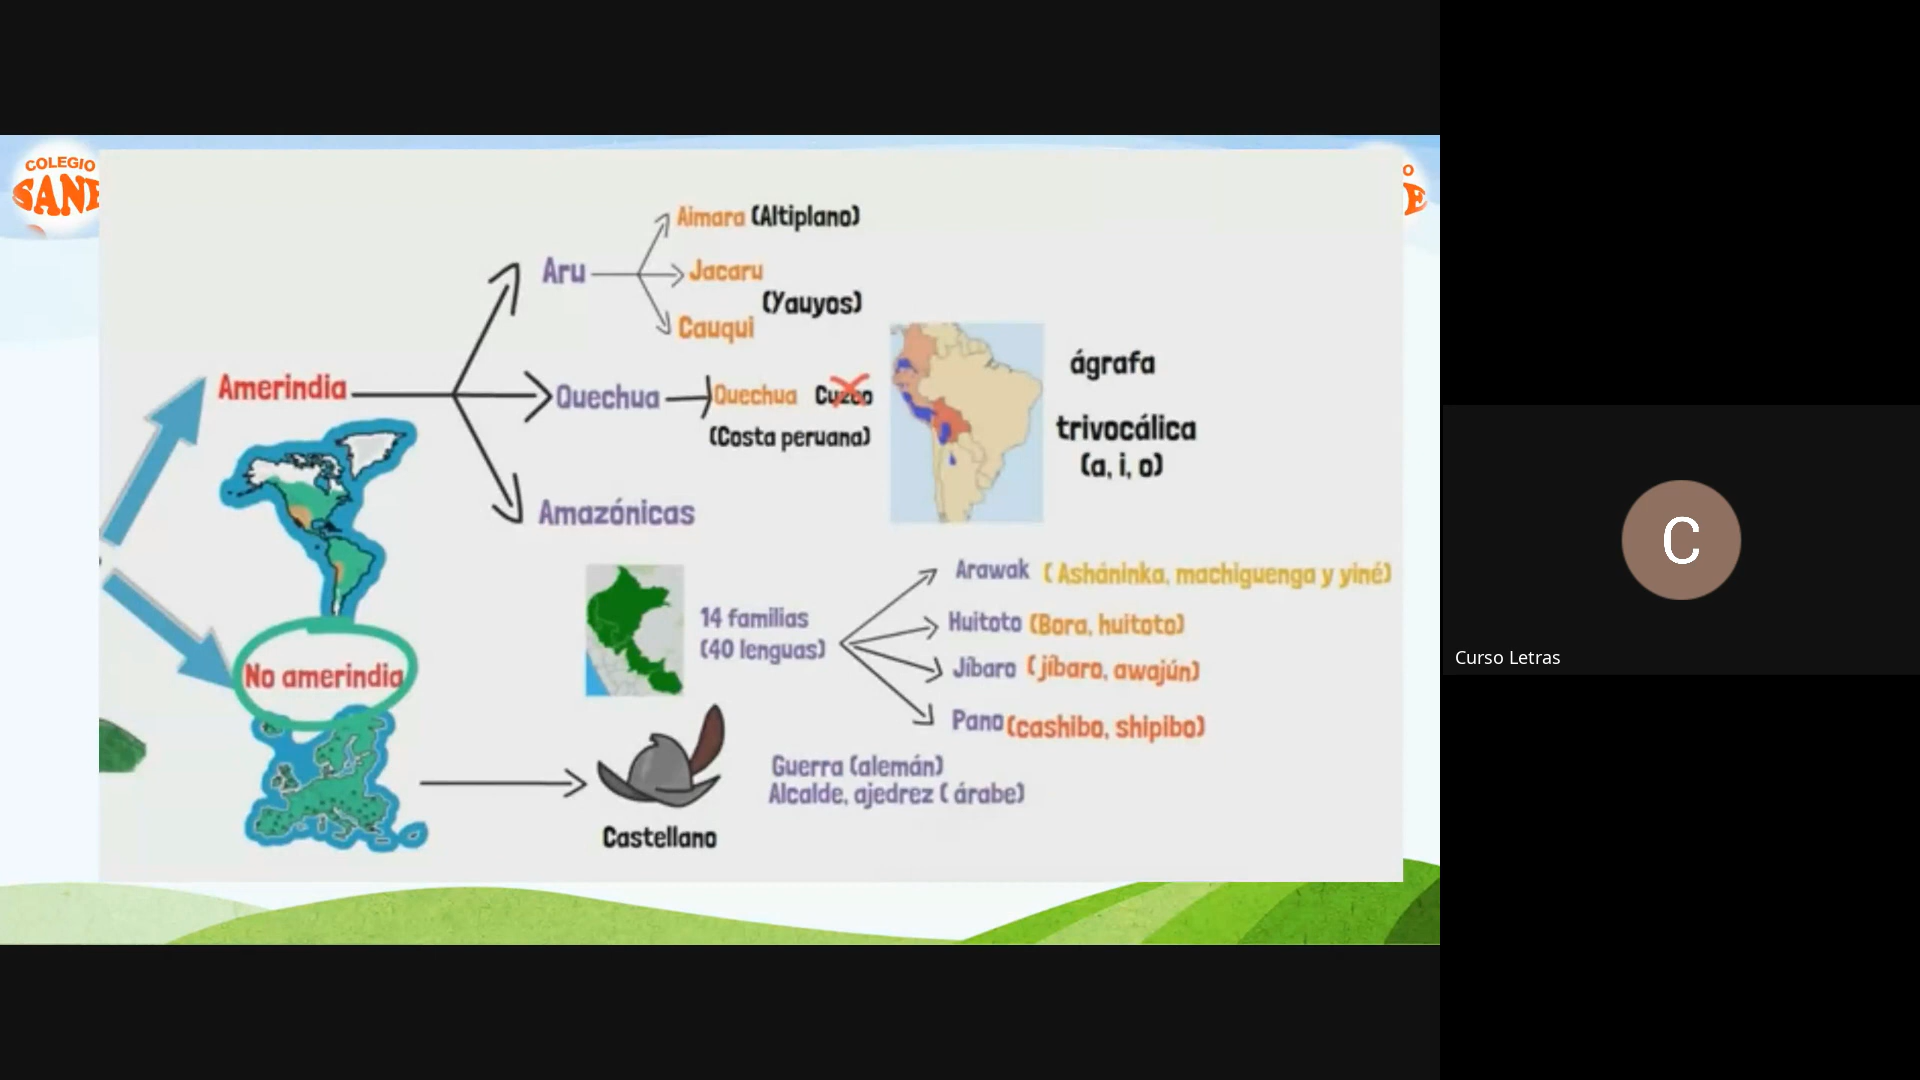 COLEGIO
SANE
O
E
Aimara (Altiplano)
Aru
Jacaru
(Yauyos)
Cauqui
Amerindia
Quechua
Quechua Cuzco
(Costa peruana)
ágrafa
trivocálica
(a, i, o)
Amazónicas
14 familias
(40 lenguas)
Arawak ( Asháninka, machiguenga y yiné)
Huitoto (Bora, huitoto)
Jíbaro ( jíbaro, awajún)
Pano (cashibo, shipibo)
No amerindia
Guerra (alemán)
Alcalde, ajedrez ( árabe)
Castellano
C
Curso Letras